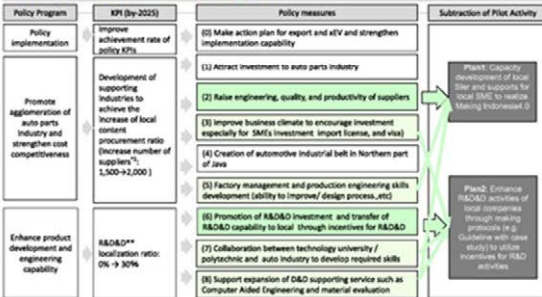 Policy Program
KPI (by-2025)
Policy measures
Subtraction of Pilot Activity
Policy
implementation
Improve
achievement rate of
policy KPIs
(0) Make action plan for export and xEV and strengthen
implementation capability
Promote
agglomeration of
auto parts
industry and
strengthen cost
competitiveness
Development of
supporting
industries to
achieve the
increase of local
content
procurement ratio
(increase number of
suppliers*²:
1,500→2,000 )
(1) Attract investment to auto parts industry
(2) Raise engineering, quality, and productivity of suppliers
(3) Improve business climate to encourage investment
especially for SMEs investment import license, and visa)
(4) Creation of automotive industrial belt in Northern part
of Java
(5) Factory management and production engineering skills
development (ability to improve/ design process.,etc)
Enhance product
development and
engineering
capability
R&D&D**
localization ratio:
0% → 30%
(6) Promotion of R&D&D investment and transfer of
R&D&D capability to local through incentives for R&D&D
(7) Collaboration between technology university /
polytechnic and auto industry to develop required skills
(8) Support expansion of D&D supporting service such as
Computer Aided Engineering and material evaluation
Plan1: Capacity
development of local
SIer and supports for
local SME to realize
Making Indonesia4.0
Plan2: Enhance
R&D&D activities of
local companies
through making
protocols (e.g.
Guideline with case
study) to utilize
incentives for R&D
activities